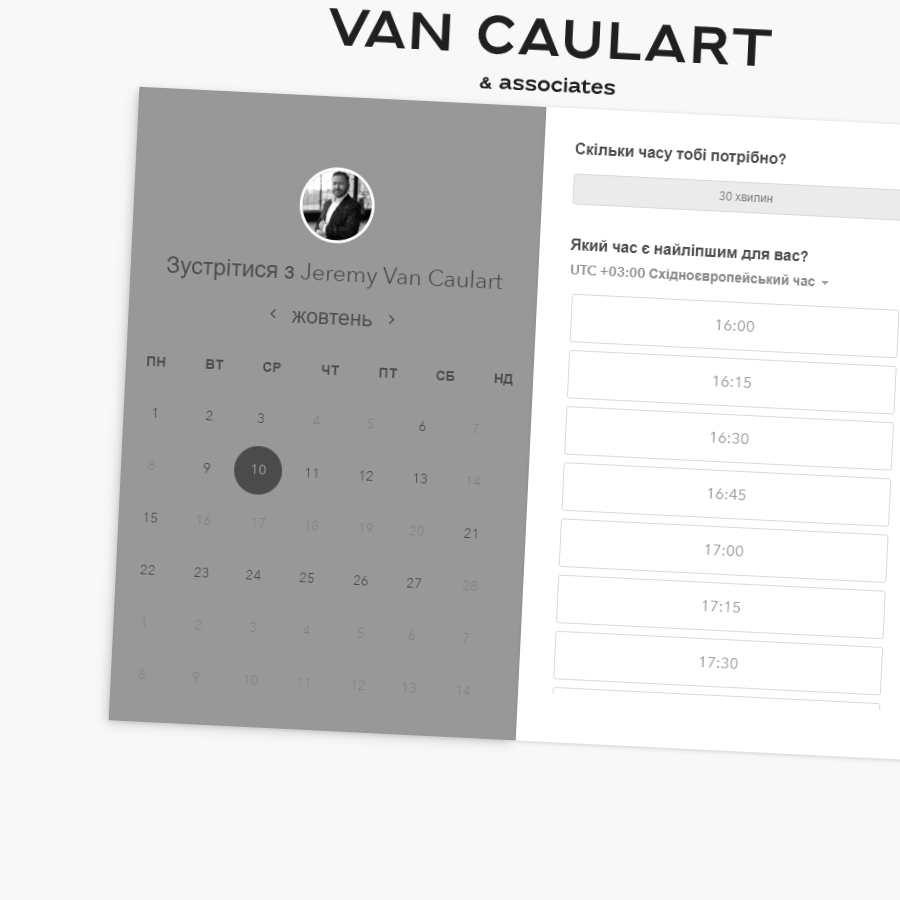 VAN CAULART
& associates
Зустрітися з Jeremy Van Caulart
‹ жовтень ›
ПН ВТ СР ЧТ ПТ СБ НД
1 2 3 4 5 6 7
8 9 10 11 12 13 14
15 16 17 18 19 20 21
22 23 24 25 26 27 28
1 2 3 4 5 6 7
8 9 10 11 12 13 14
Скільки часу тобі потрібно?
30 хвилин
Який час є найліпшим для вас?
UTC +03:00 Східноєвропейський час
16:00
16:15
16:30
16:45
17:00
17:15
17:30